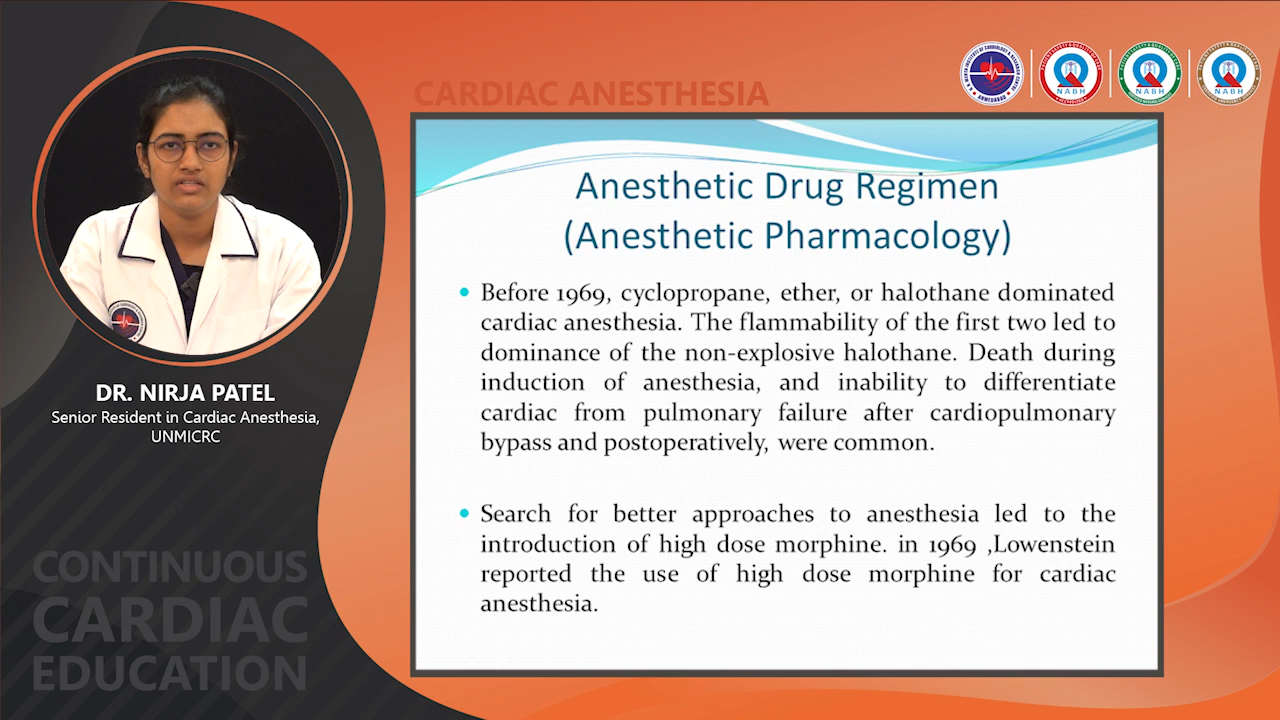 CARDIAC ANESTHESIA
NABH
NABH
NABH
Anesthetic Drug Regimen
(Anesthetic Pharmacology)
• Before 1969, cyclopropane, ether, or halothane dominated
cardiac anesthesia. The flammability of the first two led to
dominance of the non-explosive halothane. Death during
induction of anesthesia, and inability to differentiate
cardiac from pulmonary failure after cardiopulmonary
bypass and postoperatively, were common.
• Search for better approaches to anesthesia led to the
introduction of high dose morphine. in 1969 ,Lowenstein
reported the use of high dose morphine for cardiac
anesthesia.
DR. NIRJA PATEL
Senior Resident in Cardiac Anesthesia,
UNMICRC
CONTINUOUS
CARDIAC
EDUCATION